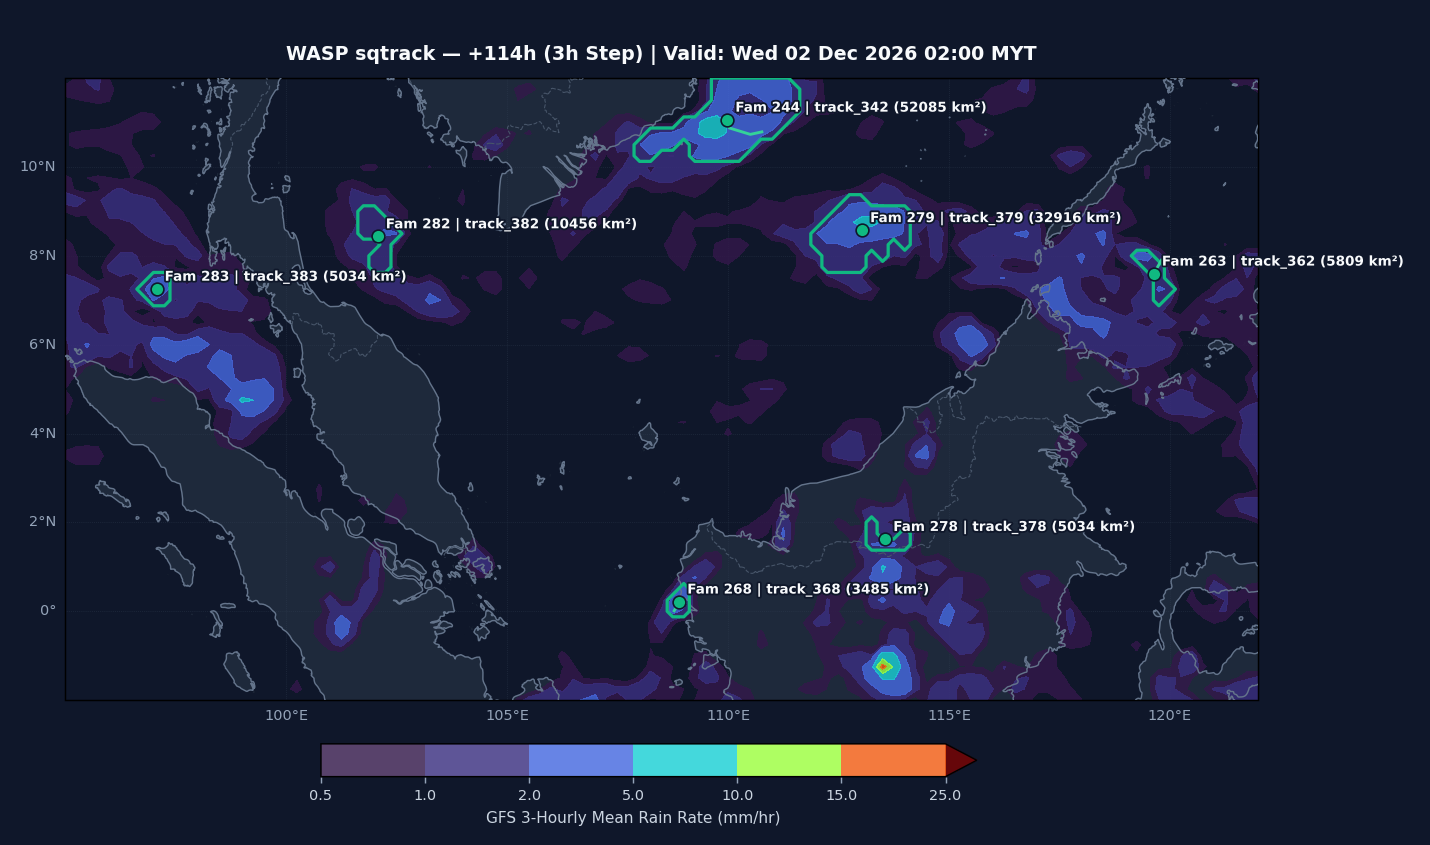 WASP sqtrack — +114h (3h Step) | Valid: Wed 02 Dec 2026 02:00 MYT
Fam 244 | track_342 (52085 km²)
10°N
Fam 279 | track_379 (32916 km²)
Fam 282 | track_382 (10456 km²)
8°N
Fam 263 | track_362 (5809 km²)
Fam 283 | track_383 (5034 km²)
6°N
4°N
2°N
Fam 278 | track_378 (5034 km²)
Fam 268 | track_368 (3485 km²)
0°
100°E 105°E 110°E 115°E 120°E
0.5 1.0 2.0 5.0 10.0 15.0 25.0
GFS 3-Hourly Mean Rain Rate (mm/hr)